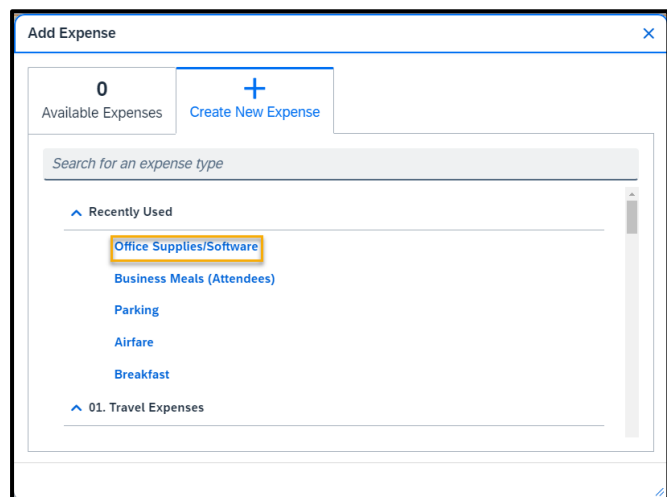 Add Expense
0
Available Expenses
Create New Expense
Search for an expense type
Recently Used
Office Supplies/Software
Business Meals (Attendees)
Parking
Airfare
Breakfast
01. Travel Expenses